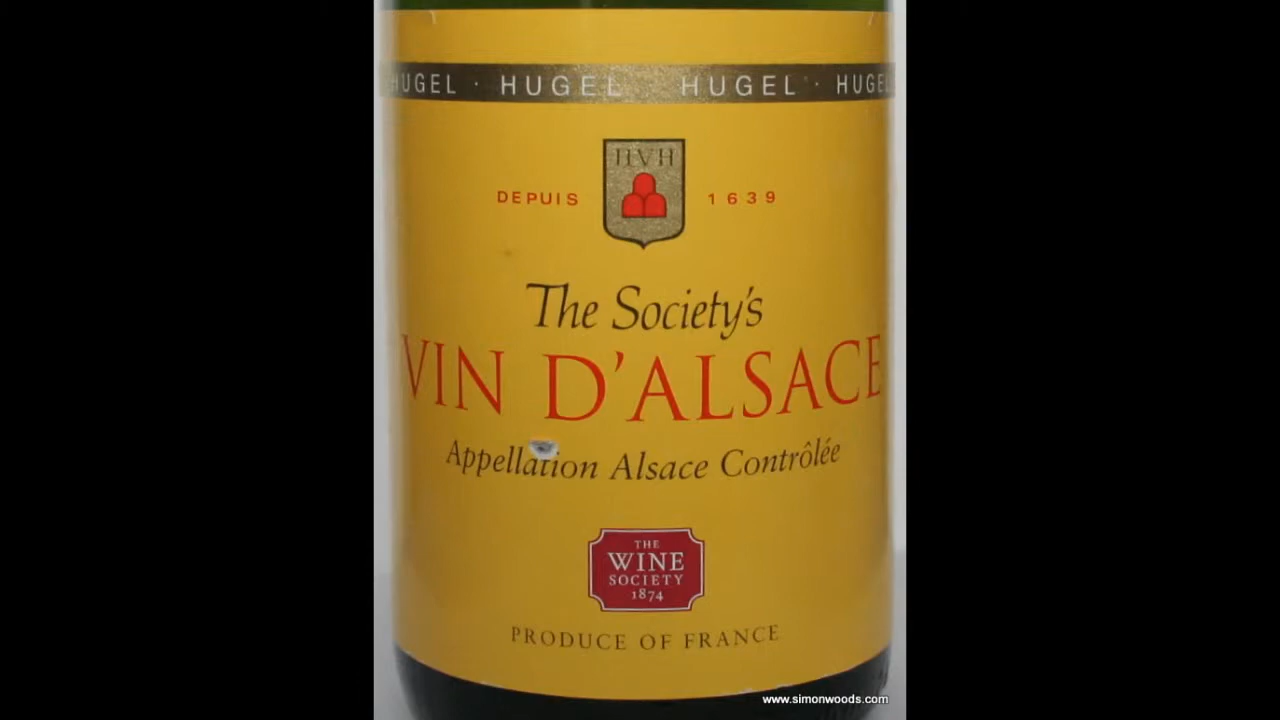 HUGEL · HUGEL HUGEL · HUGEL
HVH
DEPUIS 1639
The Society's
VIN D'ALSACE
Appellation Alsace Contrôlée
THE
WINE
SOCIETY
1874
PRODUCE OF FRANCE
www.simonwoods.com